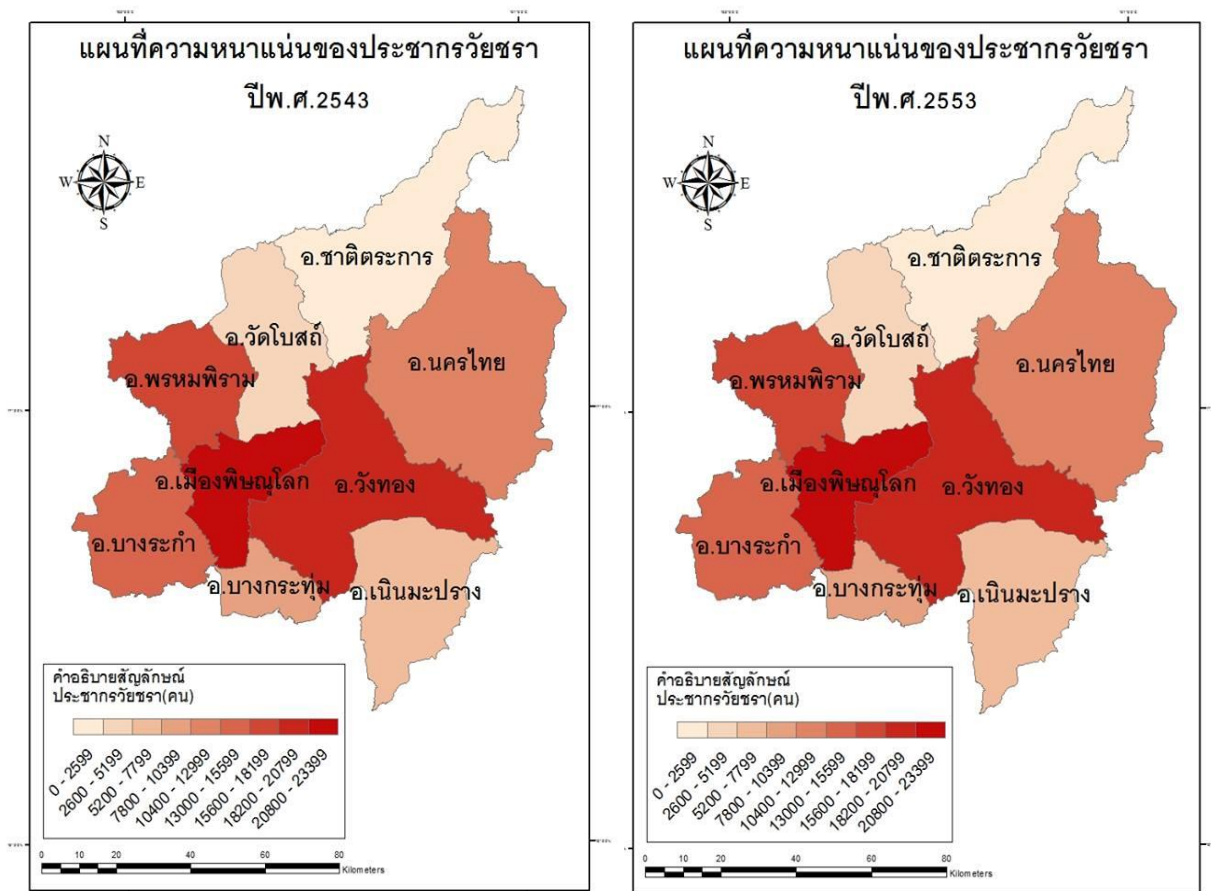 แผนที่ความหนาแน่นของประชากรวัยชรา
ปีพ.ศ.2543
N
W
E
S
อ.ชาติตระการ
อ.วัดโบสถ์
อ.นครไทย
อ.พรหมพิราม
อ.เมืองพิษณุโลก
อ.วังทอง
อ.บางระกำ
อ.บางกระทุ่ม
อ.เนินมะปราง
คำอธิบายสัญลักษณ์
ประชากรวัยชรา(คน)
0 - 2599
2600 - 5199
5200 - 7799
7800 - 10399
10400 - 12999
13000 - 15599
15600 - 18199
18200 - 20799
20800 - 23399
0 10 20 40 60 80
Kilometers
แผนที่ความหนาแน่นของประชากรวัยชรา
ปีพ.ศ.2553
N
W
E
S
อ.ชาติตระการ
อ.วัดโบสถ์
อ.นครไทย
อ.พรหมพิราม
อ.เมืองพิษณุโลก
อ.วังทอง
อ.บางระกำ
อ.บางกระทุ่ม
อ.เนินมะปราง
คำอธิบายสัญลักษณ์
ประชากรวัยชรา(คน)
0 - 2599
2600 - 5199
5200 - 7799
7800 - 10399
10400 - 12999
13000 - 15599
15600 - 18199
18200 - 20799
20800 - 23399
0 10 20 40 60 80
Kilometers